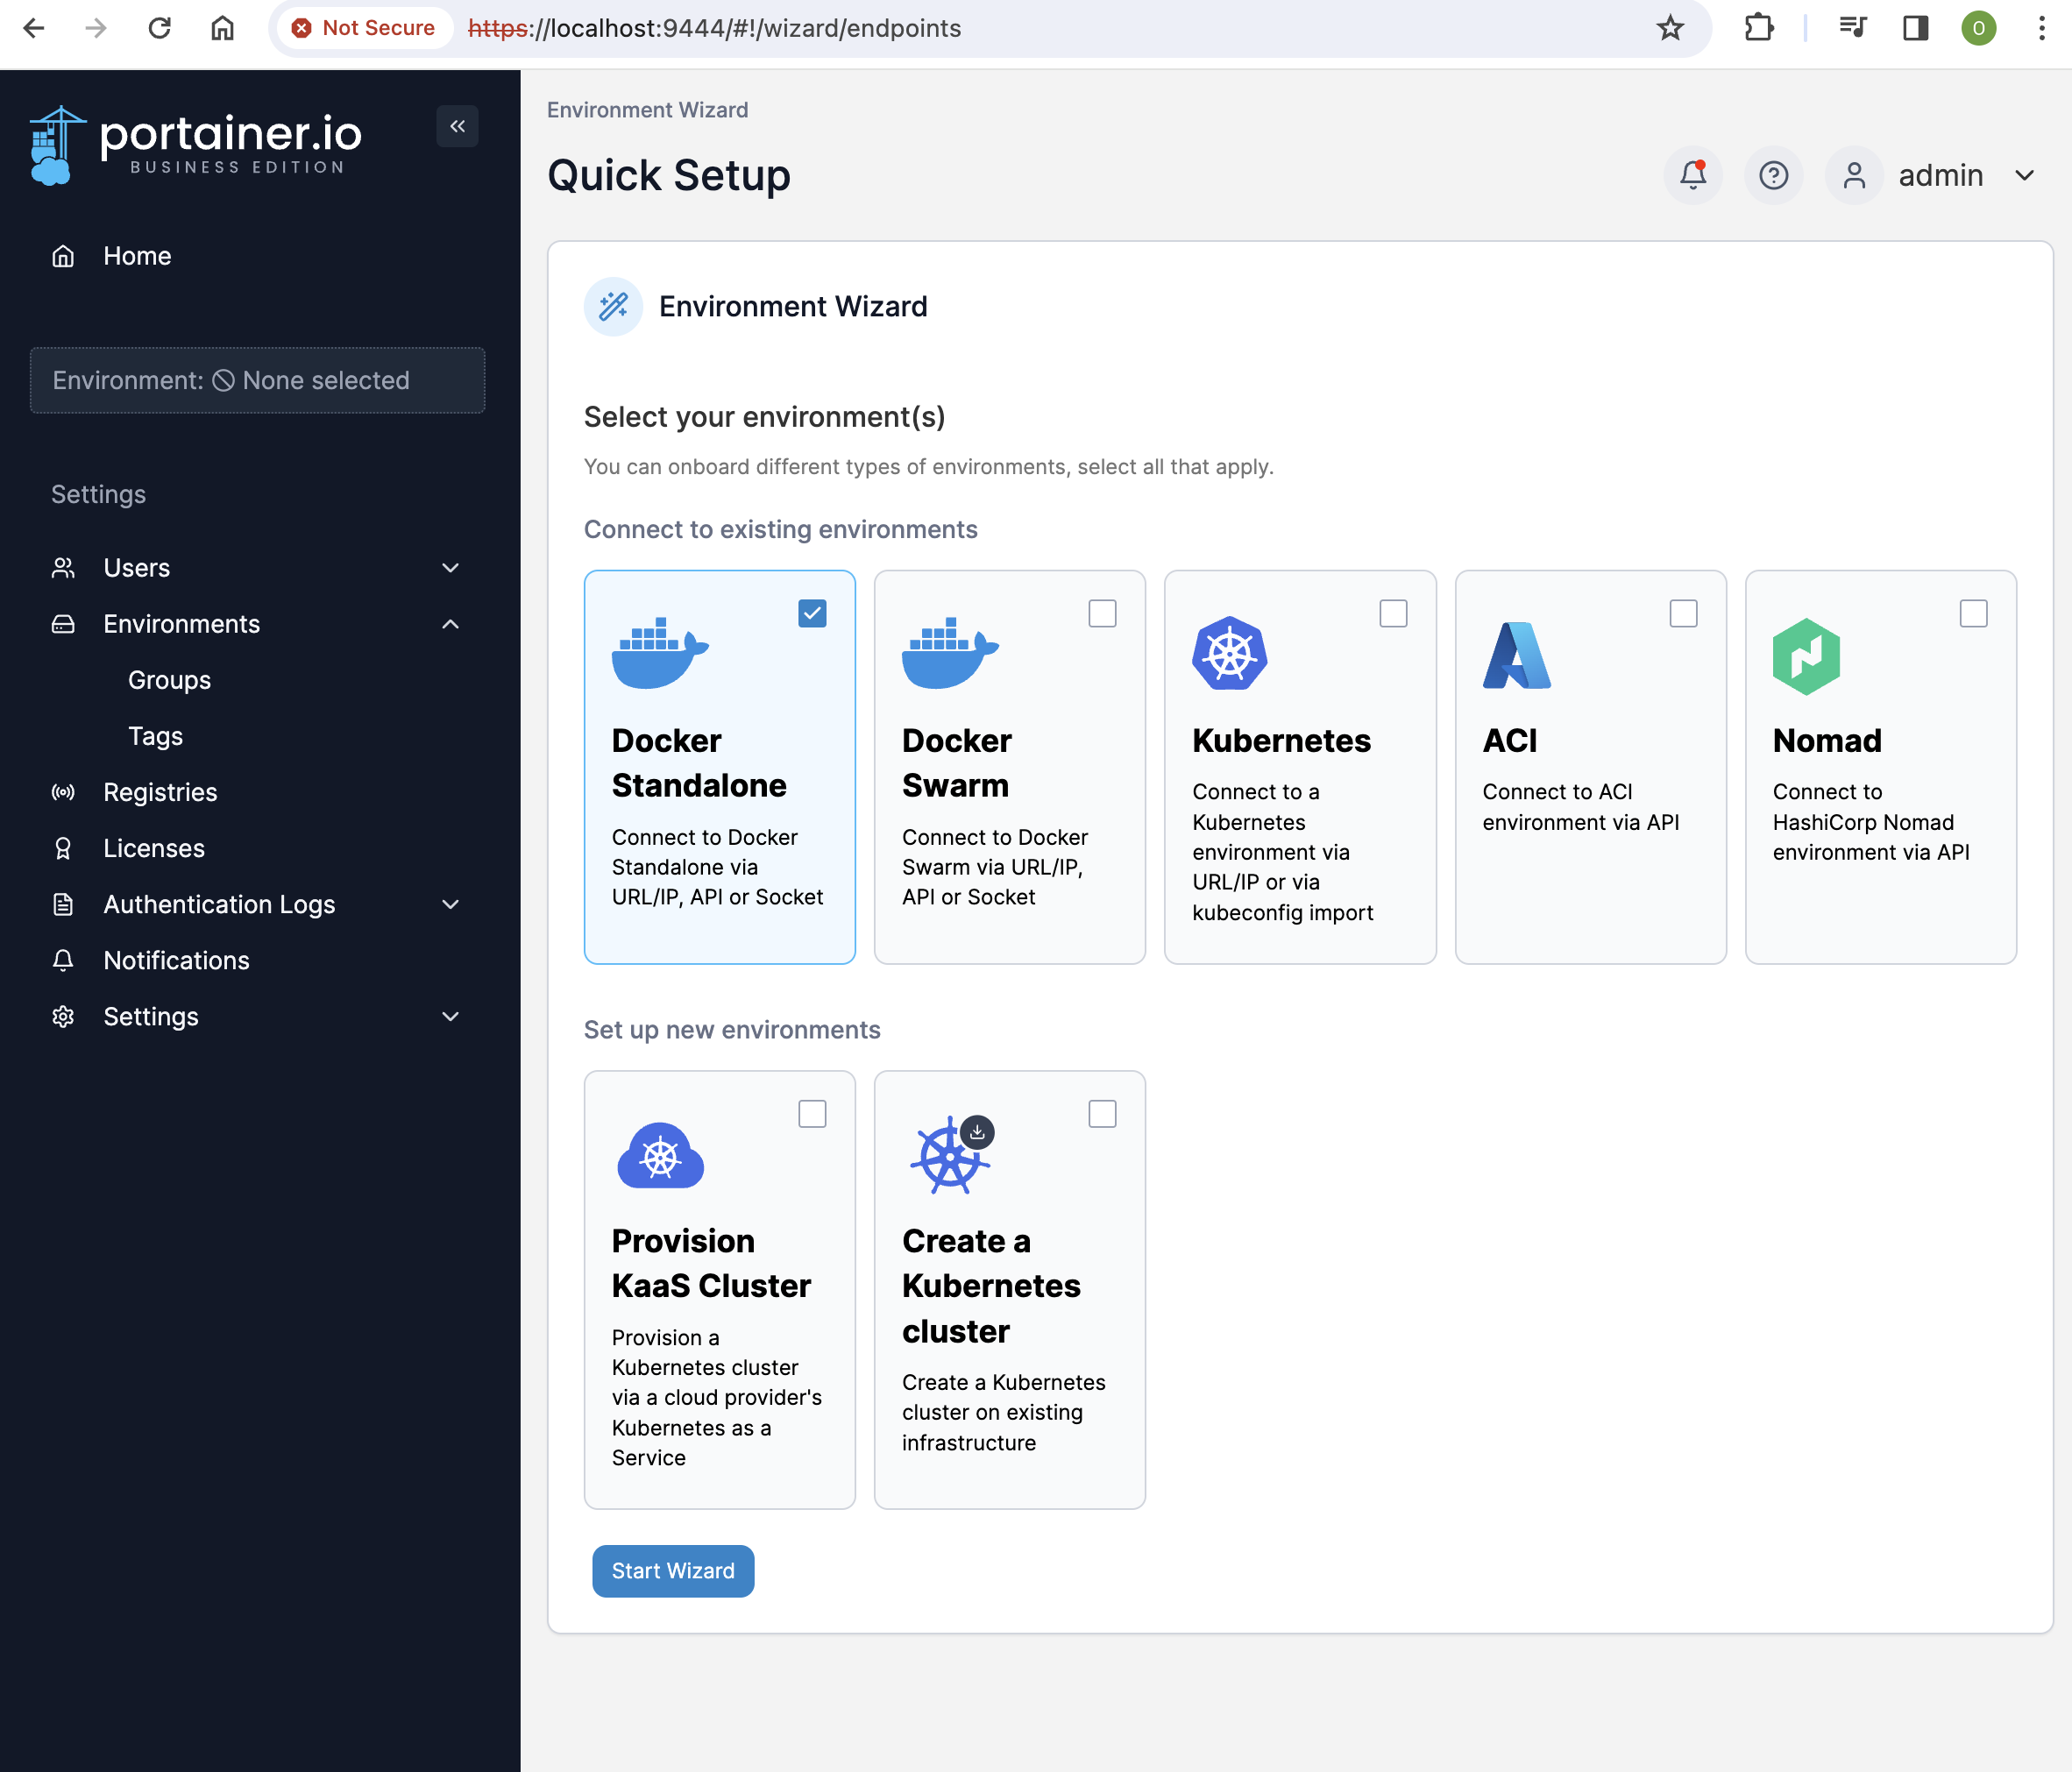 Not Secure https://localhost:9444/#!/wizard/endpoints
O
portainer.io
BUSINESS EDITION
Home
Environment: None selected
Settings
Users
Environments
Groups
Tags
Registries
Licenses
Authentication Logs
Notifications
Settings
Environment Wizard
Quick Setup
admin
Environment Wizard
Select your environment(s)
You can onboard different types of environments, select all that apply.
Connect to existing environments
Docker
Standalone
Connect to Docker
Standalone via
URL/IP, API or Socket
Docker
Swarm
Connect to Docker
Swarm via URL/IP,
API or Socket
Kubernetes
Connect to a
Kubernetes
environment via
URL/IP or via
kubeconfig import
ACI
Connect to ACI
environment via API
Nomad
Connect to
HashiCorp Nomad
environment via API
Set up new environments
Provision
KaaS Cluster
Provision a
Kubernetes cluster
via a cloud provider's
Kubernetes as a
Service
Create a
Kubernetes
cluster
Create a Kubernetes
cluster on existing
infrastructure
Start Wizard